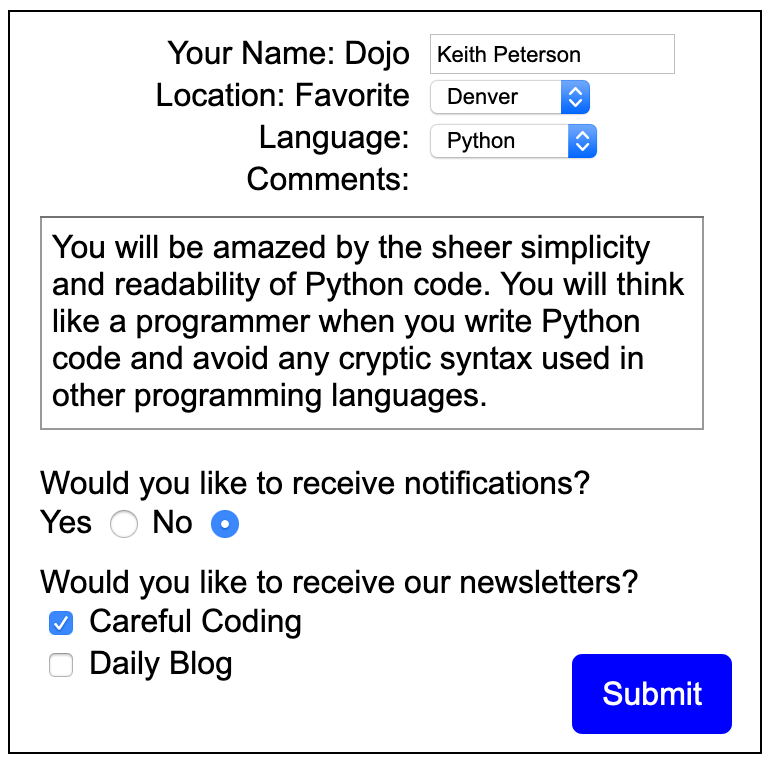 Your Name: Dojo Keith Peterson
Location: Favorite Denver
Language: Python
Comments:
You will be amazed by the sheer simplicity
and readability of Python code. You will think
like a programmer when you write Python
code and avoid any cryptic syntax used in
other programming languages.
Would you like to receive notifications?
Yes No
Would you like to receive our newsletters?
Careful Coding
Daily Blog
Submit